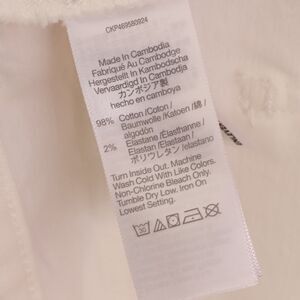 CKP469580924
Made In Cambodia
Fabriqué Au Cambodge
Hergestellt In Kambodscha
Vervaardigd In Cambodja
カンボジア製
hecho en camboya
98% Cotton /Coton /
Baumwolle /Katoen /綿 /
algodón
2% Elastane /Élasthanne /
Elastan /Elastaan /
ポリウレタン /elastano
Turn Inside Out. Machine
Wash Cold With Like Colors.
Non-Chlorine Bleach Only.
Tumble Dry Low. Iron On
Lowest Setting.
30